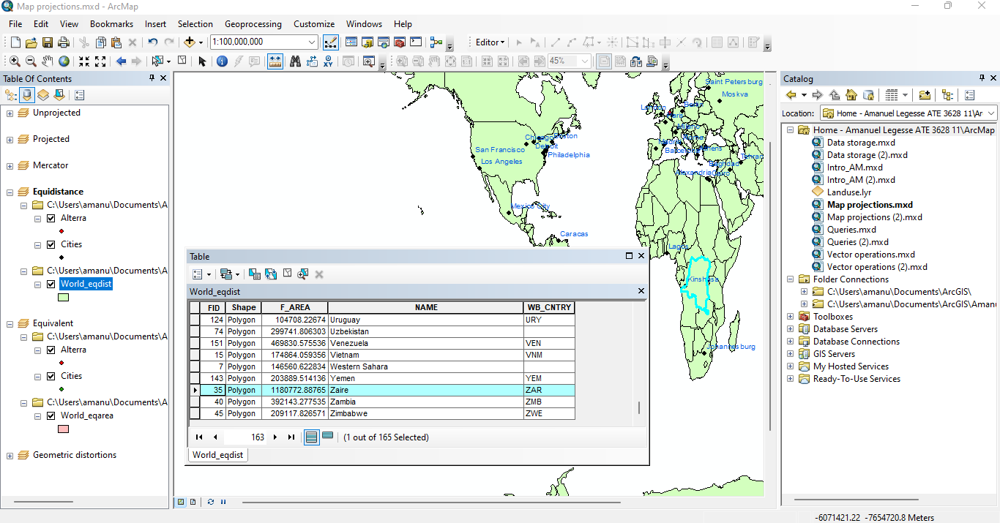 Map projections.mxd - ArcMap
File Edit View Bookmarks Insert Selection Geoprocessing Customize Windows Help
1:100,000,000
Editor
45%
Table Of Contents
Unprojected
Projected
Mercator
Equidistance
C:\Users\amanu\Documents\A
Alterra
Cities
C:\Users\amanu\Documents\A
World_eqdist
Equivalent
C:\Users\amanu\Documents\A
Alterra
Cities
C:\Users\amanu\Documents\A
World_eqarea
Geometric distortions
San Francisco
Los Angeles
Chicago
Boston
Detroit
Philadelphia
Mexico City
Caracas
Saint Petersburg
Moskva
London
Berlin
Paris
Milano
Madrid
Roma
Barcelona
Athens
Tehran
Baghdad
Alexandria
Cairo
Lagos
Kinshasa
Johannesburg
Table
World_eqdist
FID Shape F_AREA NAME WB_CNTRY
124 Polygon 104708.22674 Uruguay URY
74 Polygon 299741.806303 Uzbekistan
151 Polygon 469830.575536 Venezuela VEN
15 Polygon 174864.059356 Vietnam VNM
7 Polygon 146560.622834 Western Sahara
143 Polygon 203889.514136 Yemen YEM
35 Polygon 1180772.88765 Zaire ZAR
40 Polygon 392143.277535 Zambia ZMB
45 Polygon 209117.826571 Zimbabwe ZWE
163 (1 out of 165 Selected)
World_eqdist
Catalog
Location: Home - Amanuel Legesse ATE 3628 11\Ar
Home - Amanuel Legesse ATE 3628 11\ArcMap
Data storage.mxd
Data storage (2).mxd
Intro_AM.mxd
Intro_AM (2).mxd
Landuse.lyr
Map projections.mxd
Map projections (2).mxd
Queries.mxd
Queries (2).mxd
Vector operations.mxd
Vector operations (2).mxd
Folder Connections
C:\Users\amanu\Documents\ArcGIS\
C:\Users\amanu\Documents\ArcGIS\Amanu
Toolboxes
Database Servers
Database Connections
GIS Servers
My Hosted Services
Ready-To-Use Services
-6071421.22 -7654720.8 Meters